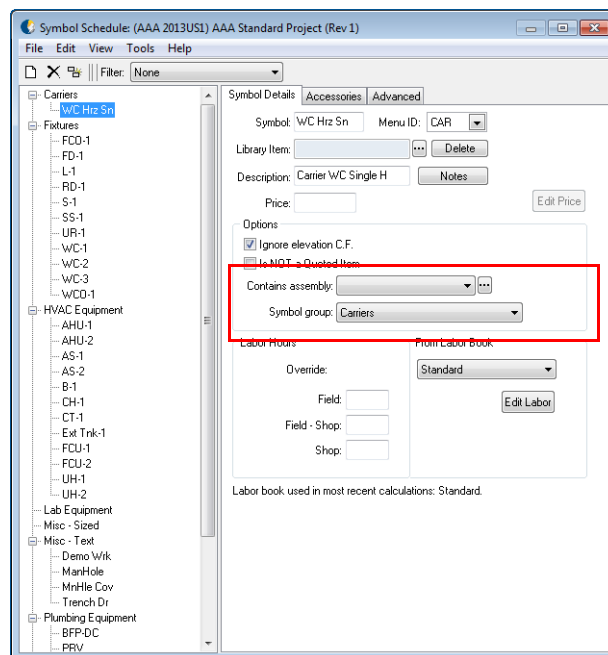 Symbol Schedule: (AAA 2013US1) AAA Standard Project (Rev 1)
File Edit View Tools Help
Filter: None
Carriers
WC Hrz Sn
Fixtures
FCO-1
FD-1
L-1
RD-1
S-1
SS-1
UR-1
WC-1
WC-2
WC-3
WCO-1
HVAC Equipment
AHU-1
AHU-2
AS-1
AS-2
B-1
CH-1
CT-1
Ext Tnk-1
FCU-1
FCU-2
UH-1
UH-2
Lab Equipment
Misc - Sized
Misc - Text
Demo Wrk
ManHole
MnHle Cov
Trench Dr
Plumbing Equipment
BFP-DC
PRV
Symbol Details Accessories Advanced
Symbol: WC Hrz Sn Menu ID: CAR
Library Item: ... Delete
Description: Carrier WC Single H Notes
Price: Edit Price
Options
Ignore elevation C.F.
Is NOT a Quoted Item
Contains assembly: ...
Symbol group: Carriers
Labor Hours From Labor Book
Override: Standard
Field: Edit Labor
Field - Shop:
Shop:
Labor book used in most recent calculations: Standard.